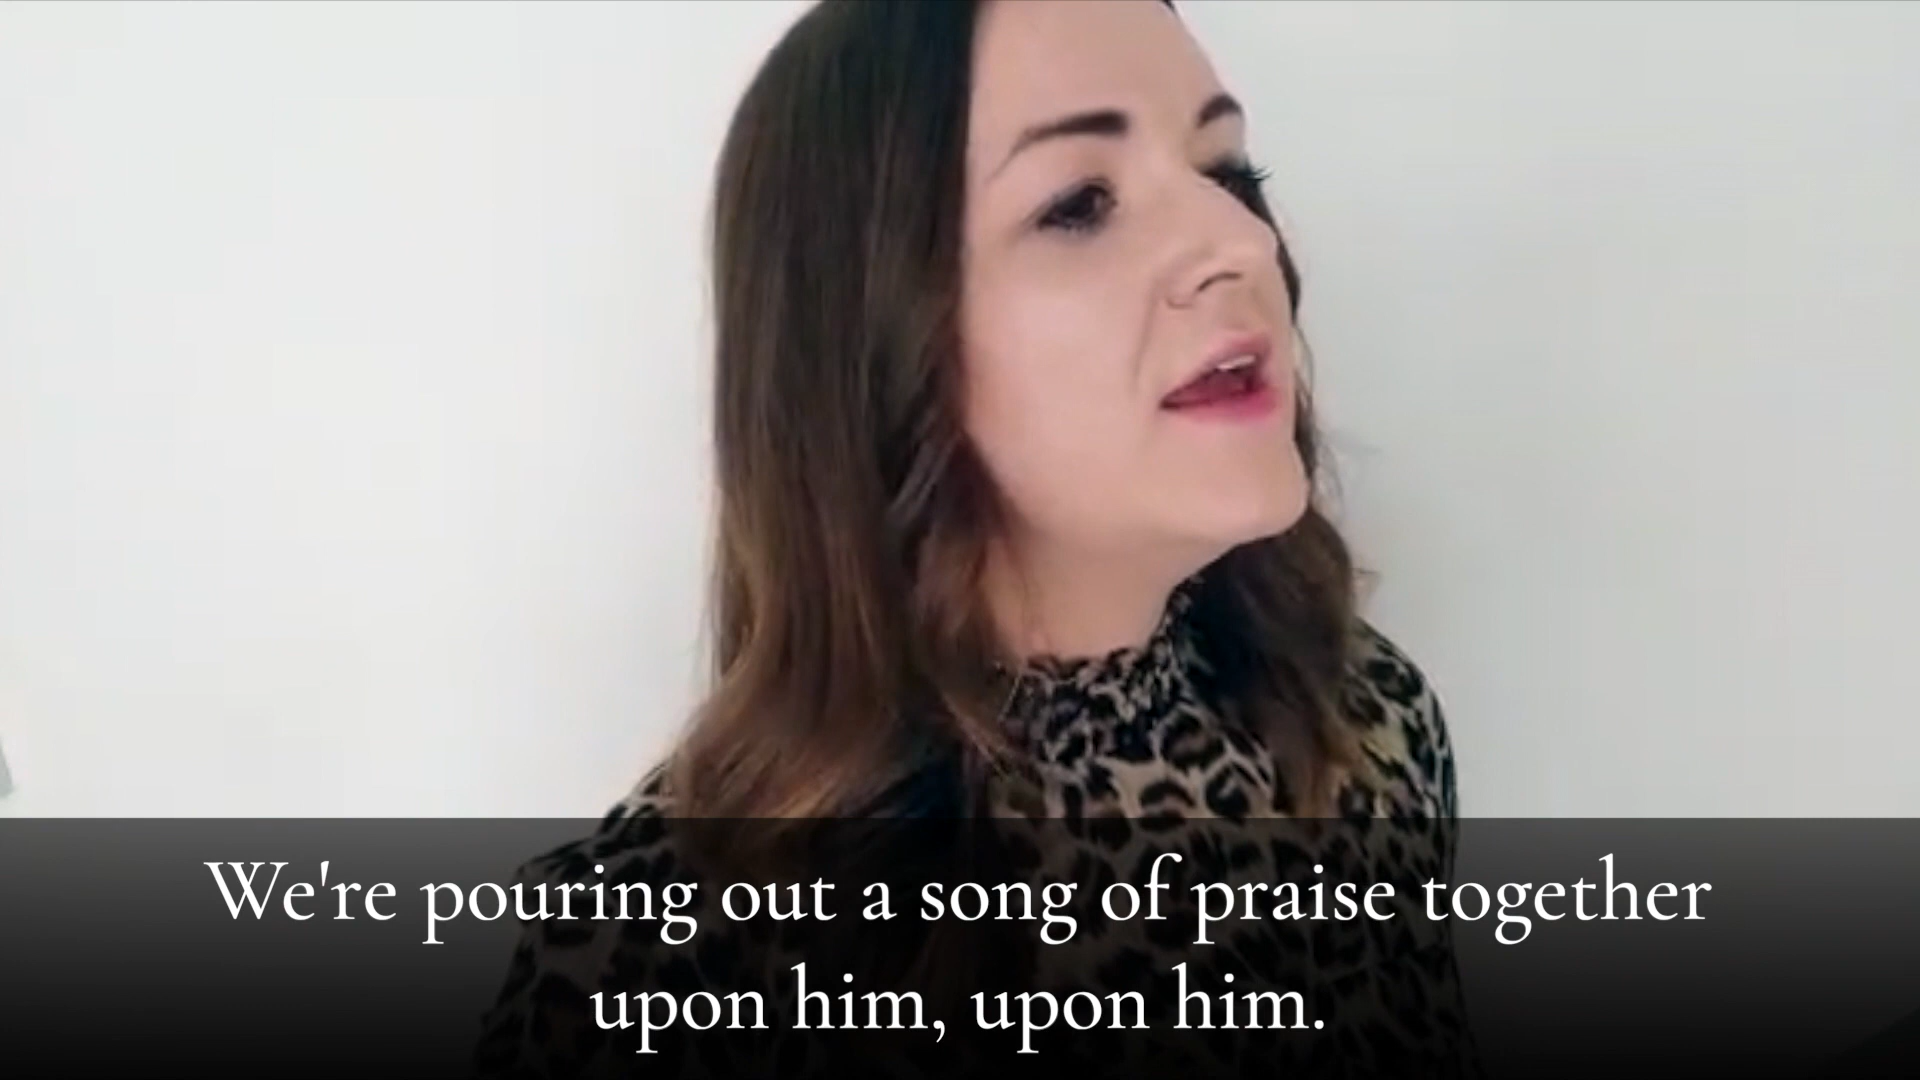 We're pouring out a song of praise together
upon him, upon him.